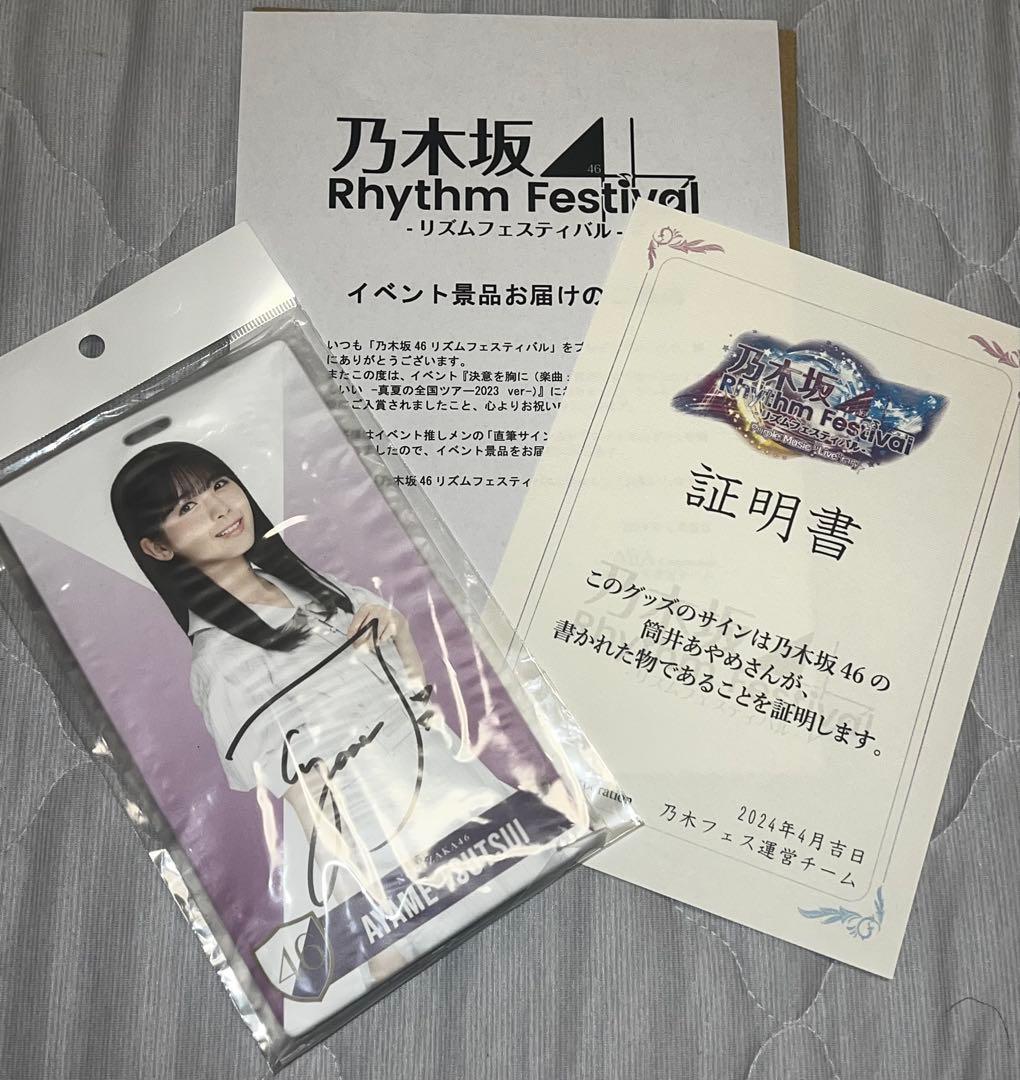 乃木坂46
Rhythm Festival
- リズムフェスティバル -
イベント景品お届けの
いつも「乃木坂46リズムフェスティバル」を
にありがとうございます。
またこの度は、イベント『決意を胸に（楽曲：
いい -真夏の全国ツアー2023 ver-)』に
にご入賞されましたこと、心よりお祝い
はイベント推しメンの「直筆サイン
したので、イベント景品をお届
乃木坂46リズムフェスティ
乃木坂46
Rhythm Festival
リズムフェスティバル
証明書
このグッズのサインは乃木坂46の
筒井あやめさんが、
書かれた物であることを証明します。
2024年4月吉日
乃木フェス運営チーム
peration
Ayame
ZAKA46
AYAME TSUTSUI
46